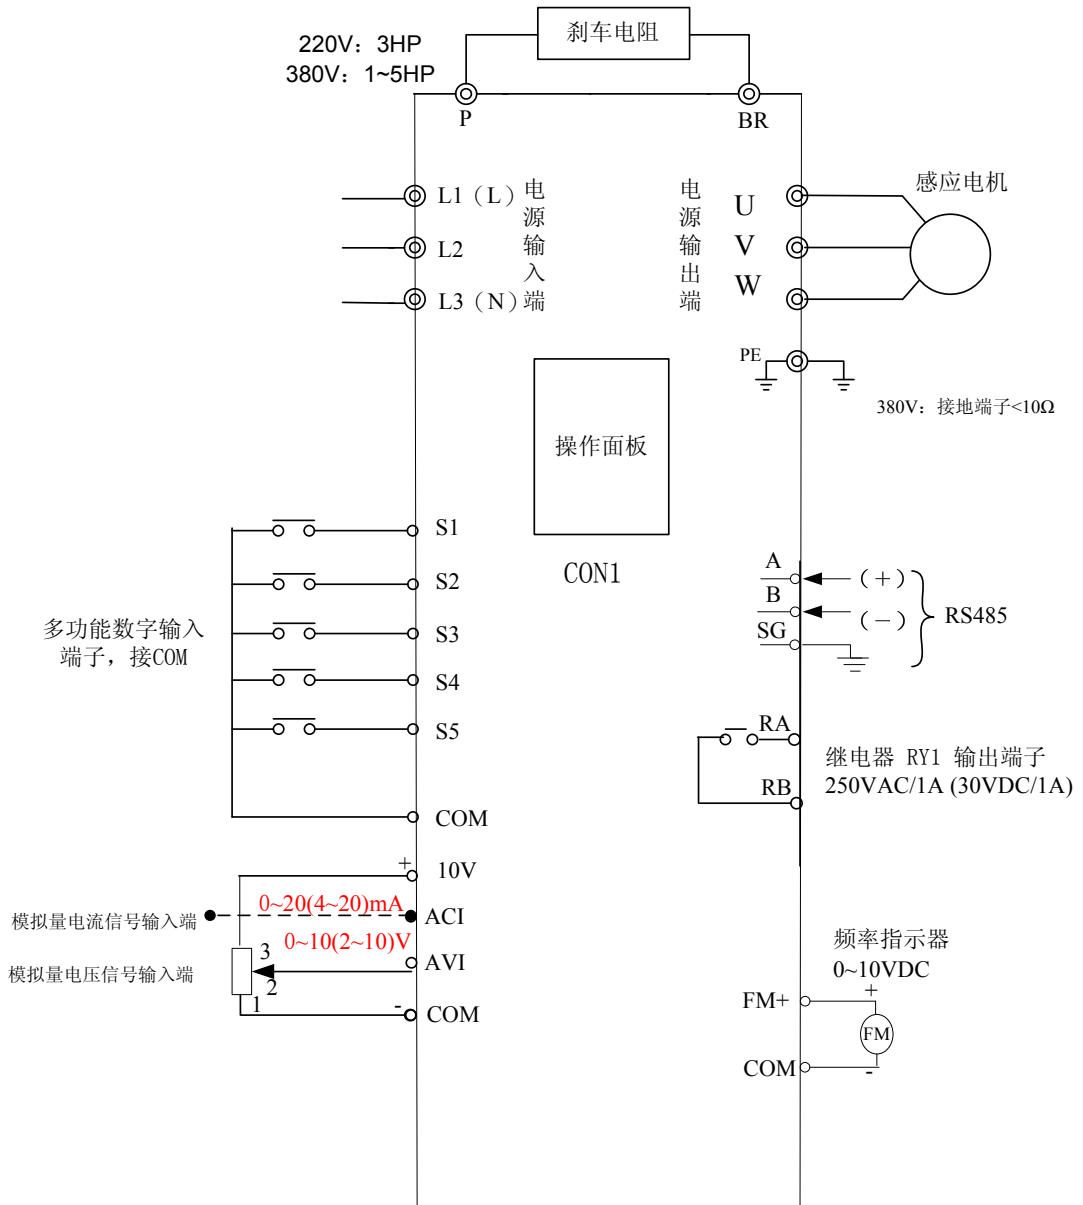 刹车电阻
220V：3HP
380V：1~5HP
P
BR
L1（L）
L2
L3（N）
电源输入端
电源输出端
U
V
W
感应电机
PE
380V：接地端子<10Ω
操作面板
CON1
S1
S2
S3
S4
S5
COM
多功能数字输入
端子，接COM
A
（+）
B
（-）
SG
RS485
RA
RB
继电器 RY1 输出端子
250VAC/1A (30VDC/1A)
+
10V
0~20(4~20)mA
模拟量电流信号输入端
ACI
0~10(2~10)V
模拟量电压信号输入端
3
2
1
AVI
-
COM
频率指示器
0~10VDC
FM+
+
FM
COM
-